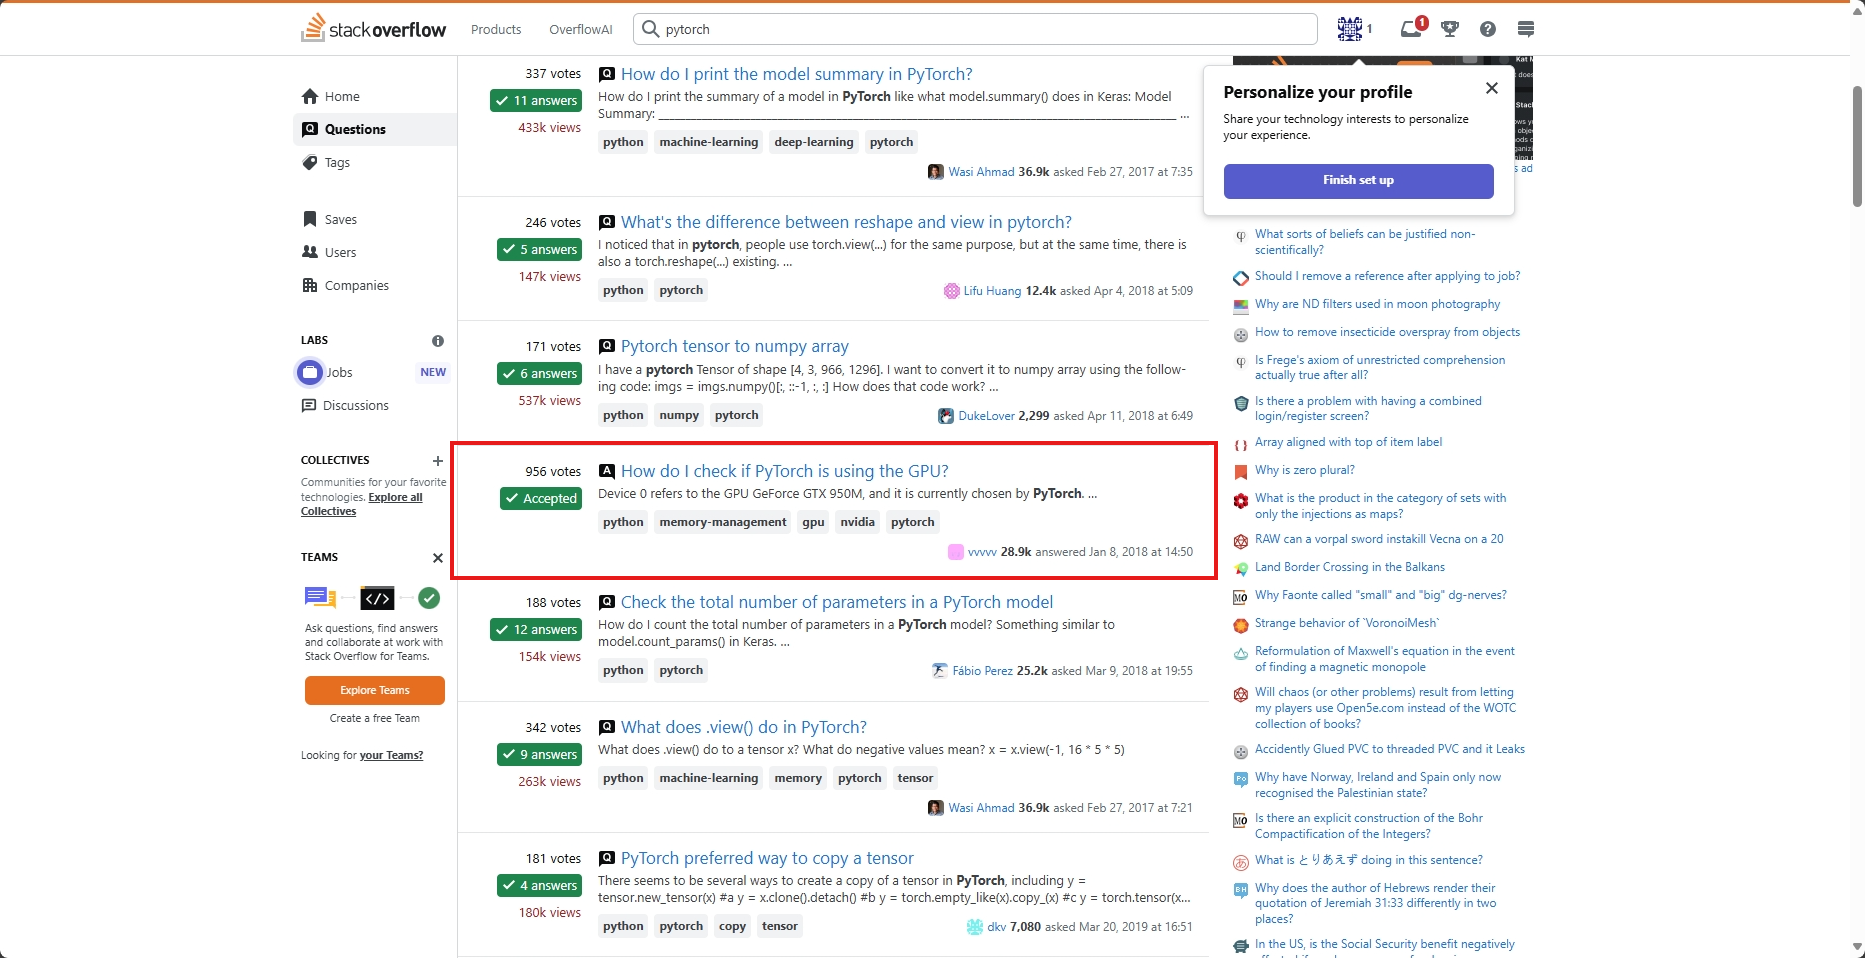 stackoverflow
Products
OverflowAI
pytorch
1
1
Home
Questions
Tags
Saves
Users
Companies
LABS
Jobs
NEW
Discussions
COLLECTIVES
Communities for your favorite
technologies. Explore all
Collectives
TEAMS
Ask questions, find answers
and collaborate at work with
Stack Overflow for Teams.
Explore Teams
Create a free Team
Looking for your Teams?
337 votes
11 answers
433k views
How do I print the model summary in PyTorch?
How do I print the summary of a model in PyTorch like what model.summary() does in Keras: Model
Summary: ...
python machine-learning deep-learning pytorch
Wasi Ahmad 36.9k asked Feb 27, 2017 at 7:35
246 votes
5 answers
147k views
What's the difference between reshape and view in pytorch?
I noticed that in pytorch, people use torch.view(...) for the same purpose, but at the same time, there is
also a torch.reshape(...) existing. ...
python pytorch
Lifu Huang 12.4k asked Apr 4, 2018 at 5:09
171 votes
6 answers
537k views
Pytorch tensor to numpy array
I have a pytorch Tensor of shape [4, 3, 966, 1296]. I want to convert it to numpy array using the follow-
ing code: imgs = imgs.numpy()[:, ::-1, :, :] How does that code work? ...
python numpy pytorch
DukeLover 2,299 asked Apr 11, 2018 at 6:49
956 votes
Accepted
How do I check if PyTorch is using the GPU?
Device 0 refers to the GPU GeForce GTX 950M, and it is currently chosen by PyTorch. ...
python memory-management gpu nvidia pytorch
vvvvv 28.9k answered Jan 8, 2018 at 14:50
188 votes
12 answers
154k views
Check the total number of parameters in a PyTorch model
How do I count the total number of parameters in a PyTorch model? Something similar to
model.count_params() in Keras. ...
python pytorch
Fábio Perez 25.2k asked Mar 9, 2018 at 19:55
342 votes
9 answers
263k views
What does .view() do in PyTorch?
What does .view() do to a tensor x? What do negative values mean? x = x.view(-1, 16 * 5 * 5)
python machine-learning memory pytorch tensor
Wasi Ahmad 36.9k asked Feb 27, 2017 at 7:21
181 votes
4 answers
180k views
PyTorch preferred way to copy a tensor
There seems to be several ways to create a copy of a tensor in PyTorch, including y =
tensor.new_tensor(x) #a y = x.clone().detach() #b y = torch.empty_like(x).copy_(x) #c y = torch.tensor(x...
python pytorch copy tensor
dkv 7,080 asked Mar 20, 2019 at 16:51
Personalize your profile
Share your technology interests to personalize
your experience.
Finish set up
Kat M
Stack
s ad
What sorts of beliefs can be justified non-
scientifically?
Should I remove a reference after applying to job?
Why are ND filters used in moon photography
How to remove insecticide overspray from objects
Is Frege's axiom of unrestricted comprehension
actually true after all?
Is there a problem with having a combined
login/register screen?
Array aligned with top of item label
Why is zero plural?
What is the product in the category of sets with
only the injections as maps?
RAW can a vorpal sword instakill Vecna on a 20
Land Border Crossing in the Balkans
Why Faonte called "small" and "big" dg-nerves?
Strange behavior of `VoronoiMesh`
Reformulation of Maxwell's equation in the event
of finding a magnetic monopole
Will chaos (or other problems) result from letting
my players use Open5e.com instead of the WOTC
collection of books?
Accidently Glued PVC to threaded PVC and it Leaks
Why have Norway, Ireland and Spain only now
recognised the Palestinian state?
Is there an explicit construction of the Bohr
Compactification of the Integers?
What is とりあえず doing in this sentence?
Why does the author of Hebrews render their
quotation of Jeremiah 31:33 differently in two
places?
In the US, is the Social Security benefit negatively